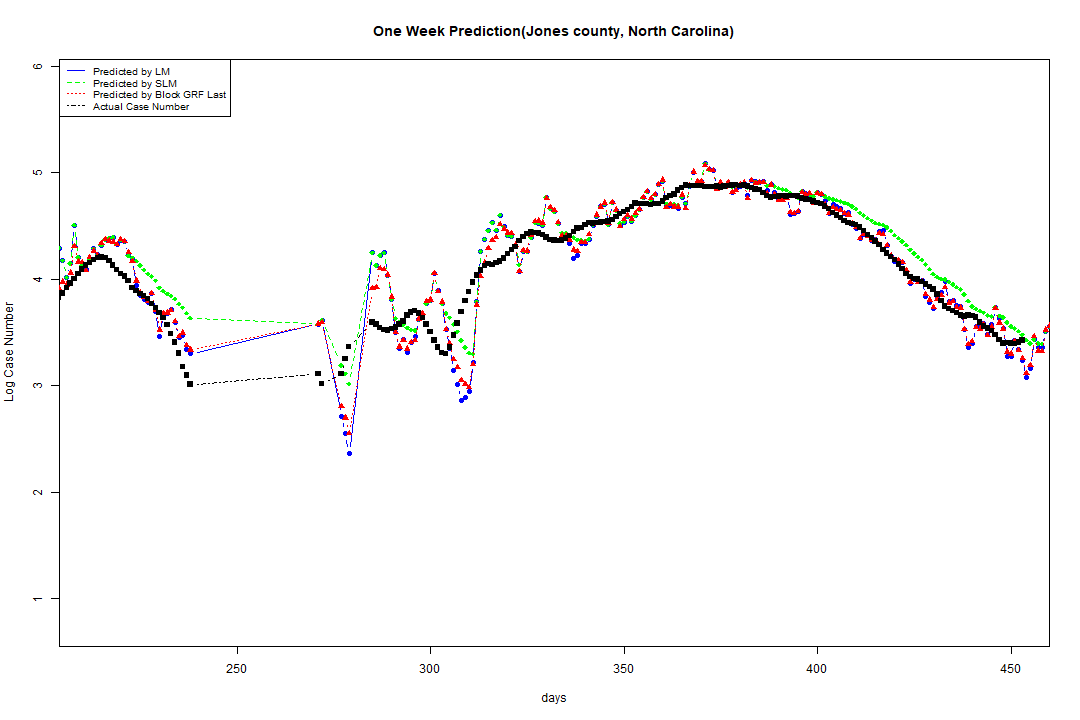 One Week Prediction(Jones county, North Carolina)
Predicted by LM
Predicted by SLM
Predicted by Block GRF Last
Actual Case Number
6
5
4
3
2
1
Log Case Number
250
300
350
400
450
days